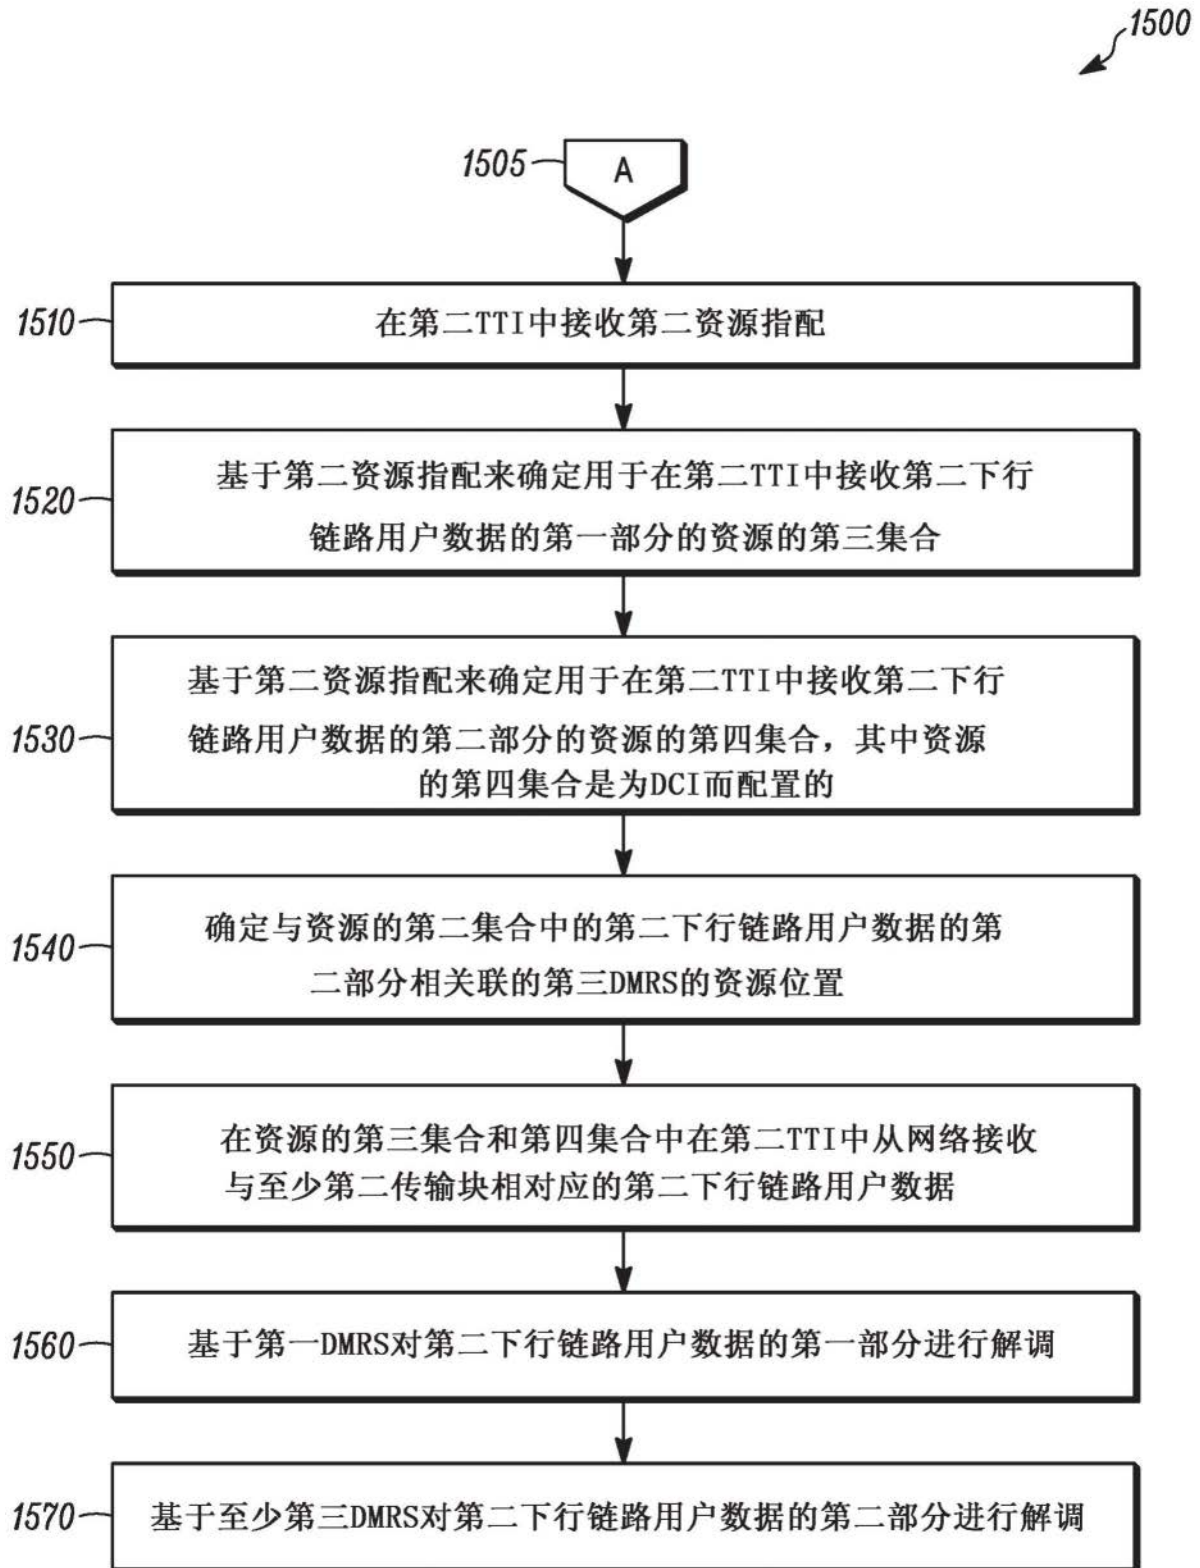 1500
1505
A
1510
在第二TTI中接收第二资源指配
1520
基于第二资源指配来确定用于在第二TTI中接收第二下行
链路用户数据的第一部分的资源的第三集合
1530
基于第二资源指配来确定用于在第二TTI中接收第二下行
链路用户数据的第二部分的资源的第四集合，其中资源
的第四集合是为DCI而配置的
1540
确定与资源的第二集合中的第二下行链路用户数据的第
二部分相关联的第三DMRS的资源位置
1550
在资源的第三集合和第四集合中在第二TTI中从网络接收
与至少第二传输块相对应的第二下行链路用户数据
1560
基于第一DMRS对第二下行链路用户数据的第一部分进行解调
1570
基于至少第三DMRS对第二下行链路用户数据的第二部分进行解调